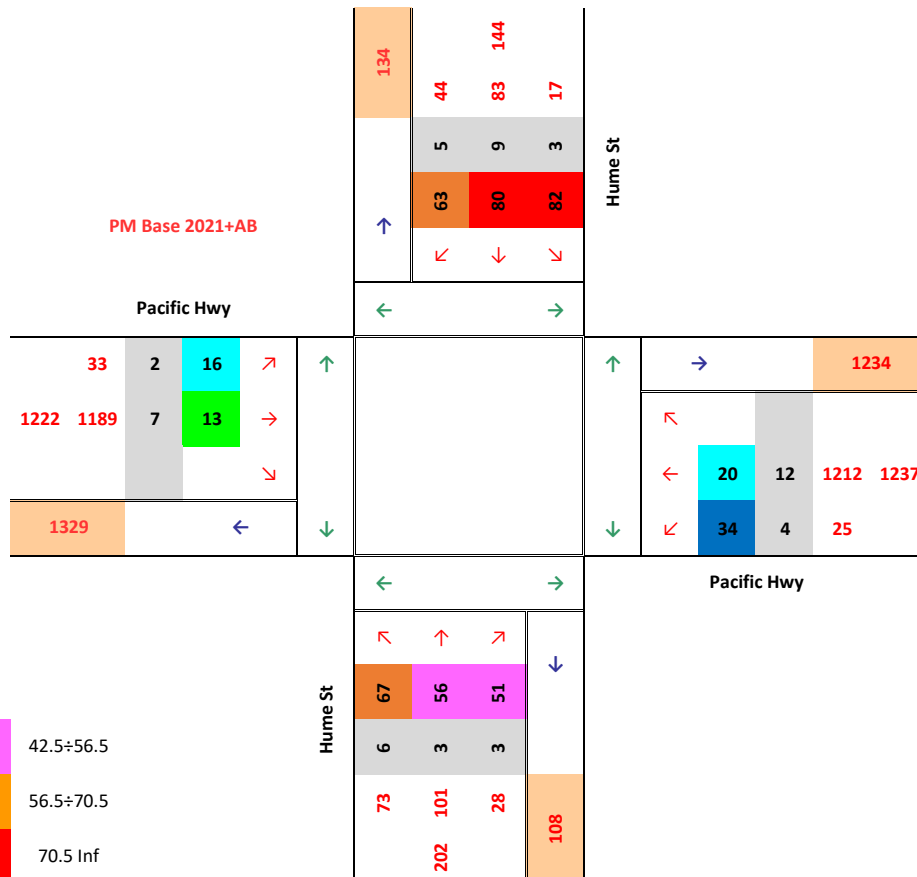 134
144
44 83 17
5 9 3
63 80 82
Hume St
PM Base 2021+AB
↑ ↙ ↓ ↘
Pacific Hwy
← →
33 2 16 ↗ ↑
1222 1189 7 13 →
↘
1329 ← ↓
↑ → 1234
↖
← 20 12 1212 1237
↓ ↙ 34 4 25
Pacific Hwy
← →
↖ ↑ ↗ ↓
Hume St
67 56 51
6 3 3
73 101 28
202
108
42.5÷56.5
56.5÷70.5
70.5 Inf